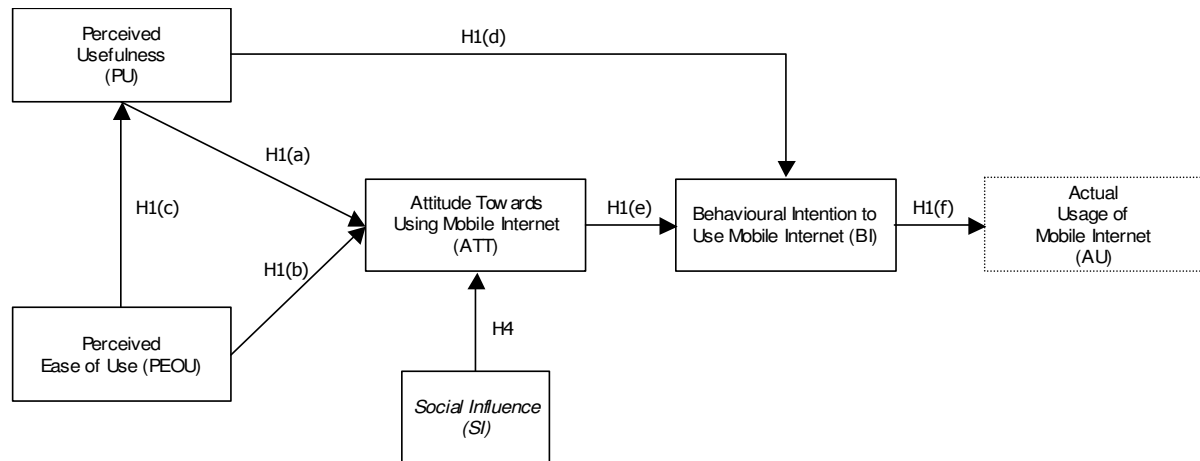 Perceived
Usefulness
(PU)
H1(d)
H1(a)
H1(c)
Attitude Towards
Using Mobile Internet
(ATT)
H1(e)
Behavioural Intention to
Use Mobile Internet (BI)
H1(f)
Actual
Usage of
Mobile Internet
(AU)
H1(b)
Perceived
Ease of Use (PEOU)
H4
Social Influence
(SI)